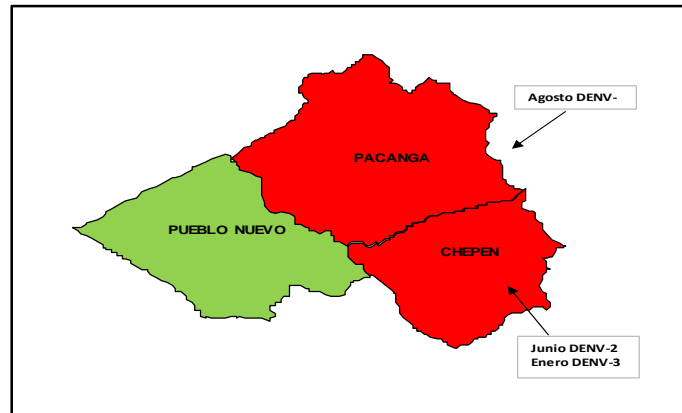 Agosto DENV-
PACANGA
PUEBLO NUEVO
CHEPEN
Junio DENV-2
Enero DENV-3